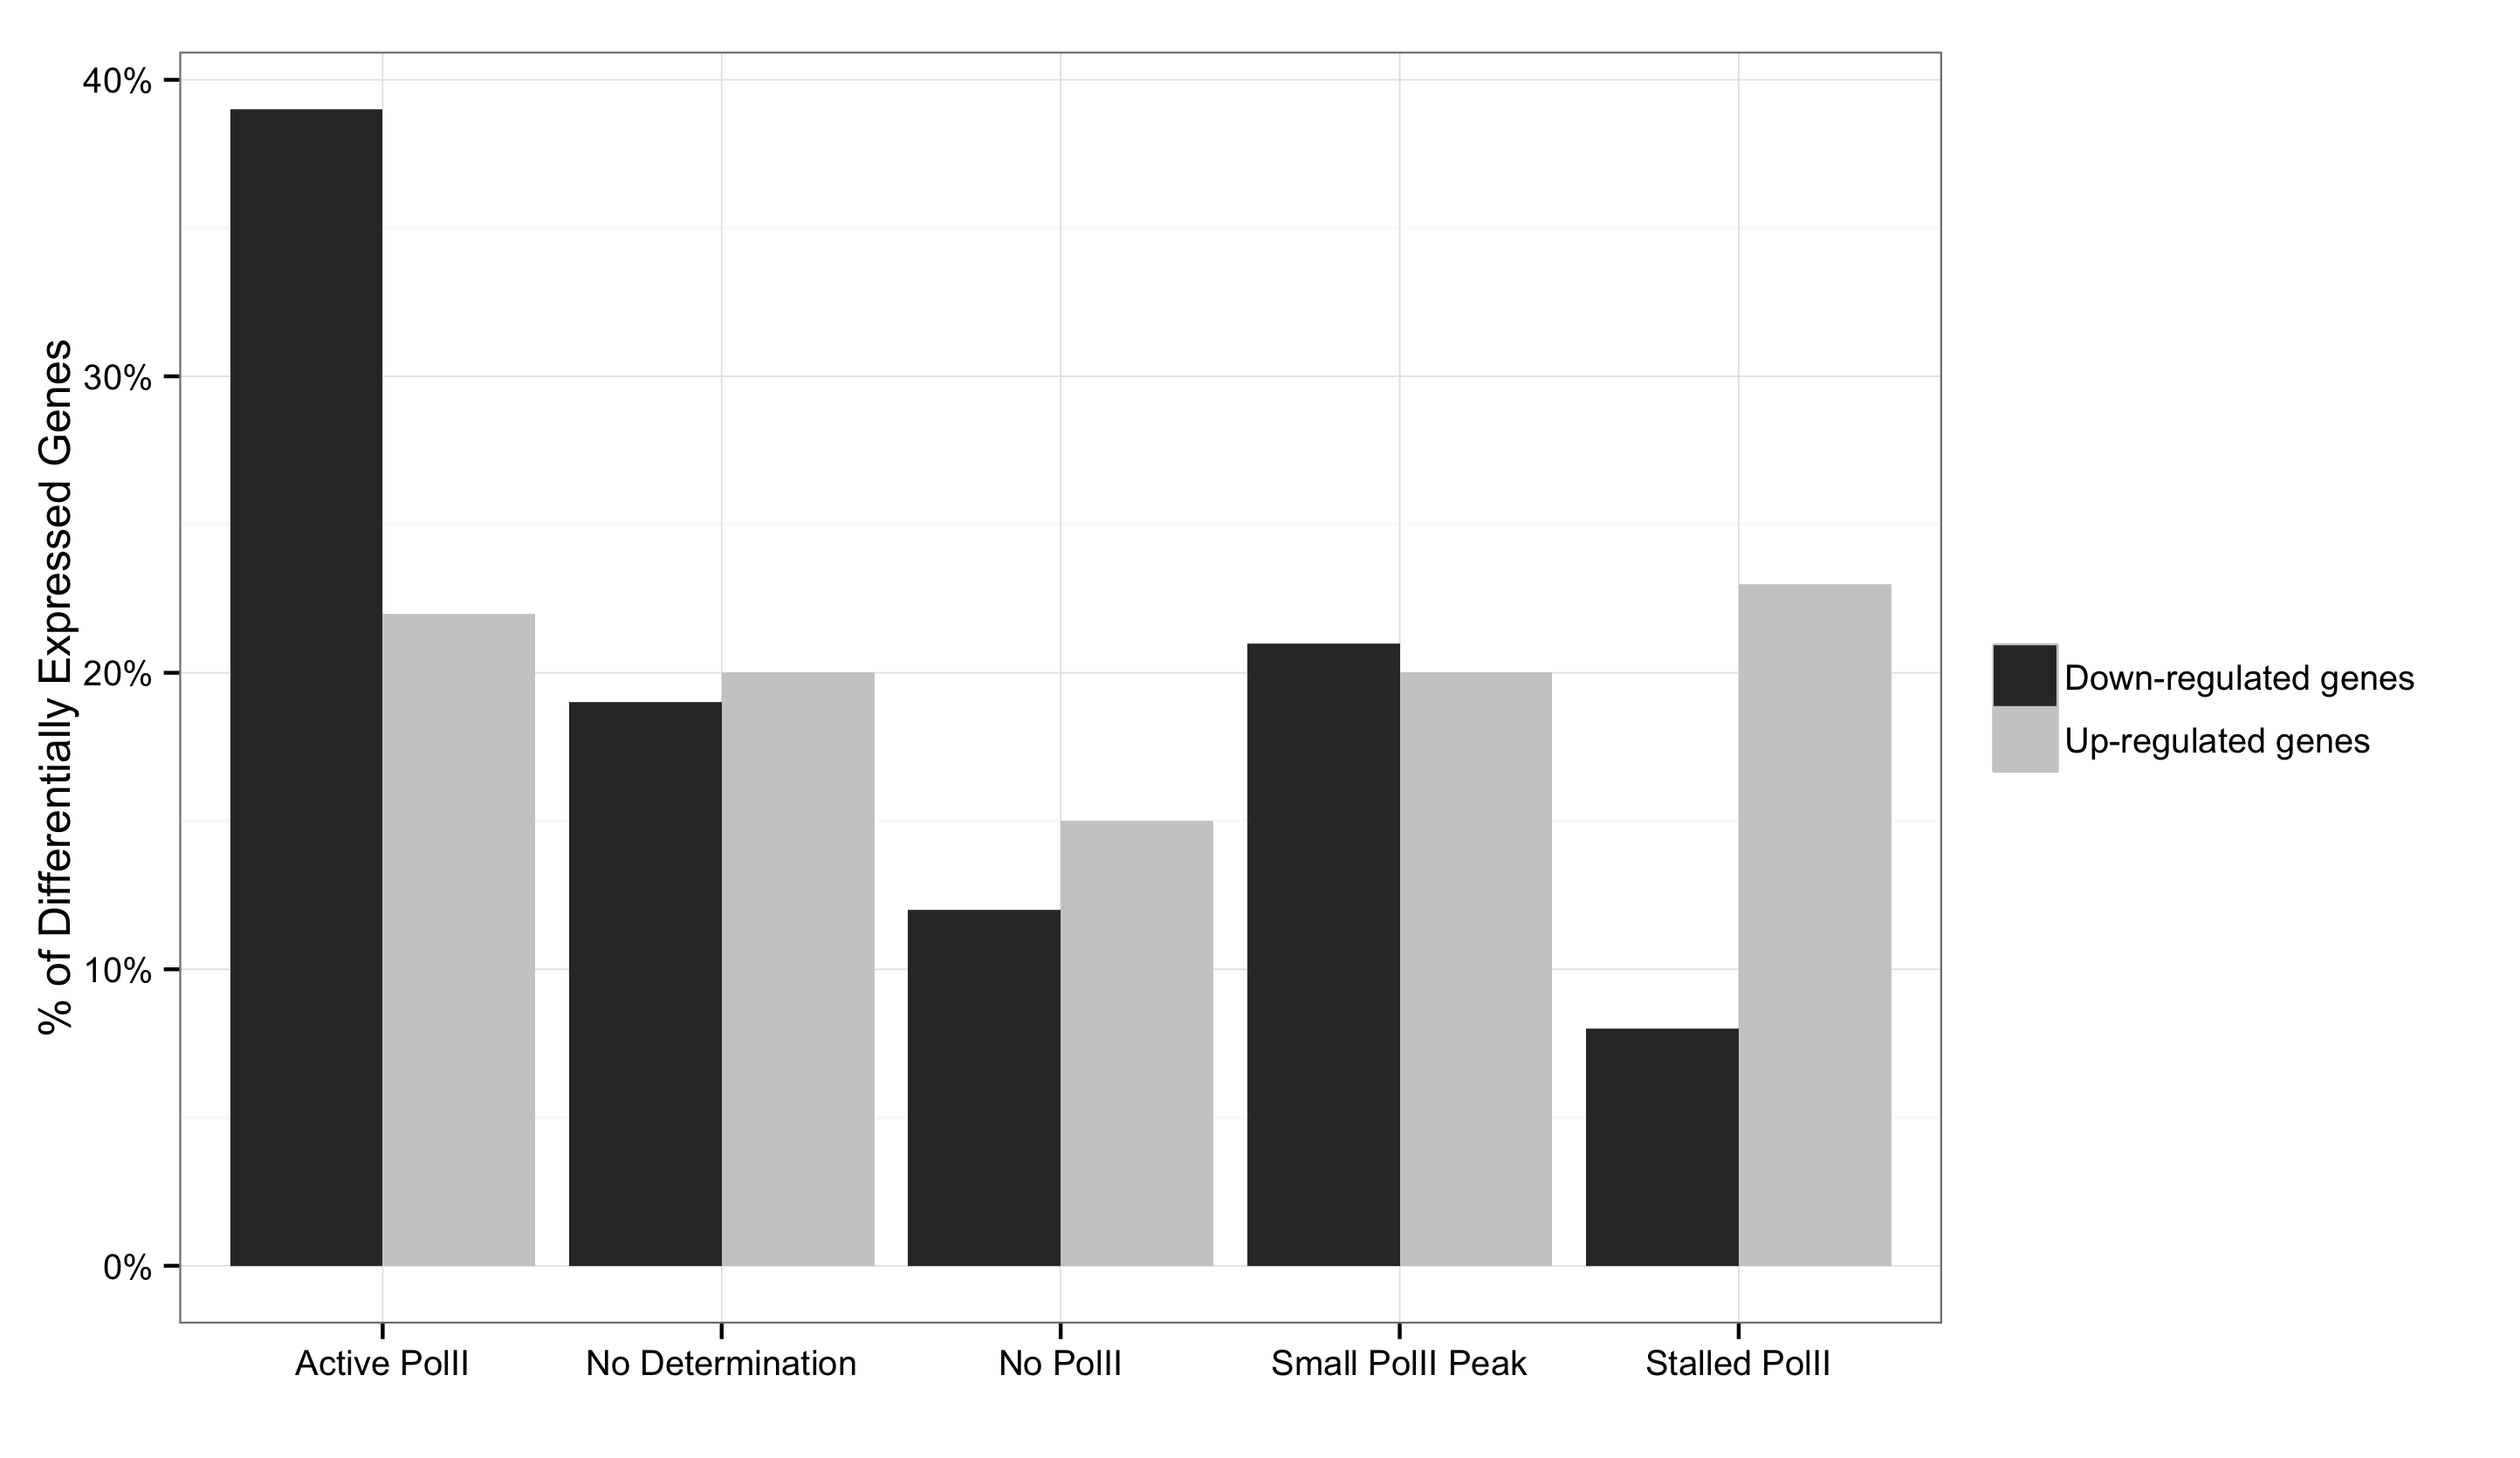 % of Differentially Expressed Genes
40%
30%
20%
10%
0%
Active PolII
No Determination
No PolII
Small PolII Peak
Stalled PolII
Down-regulated genes
Up-regulated genes